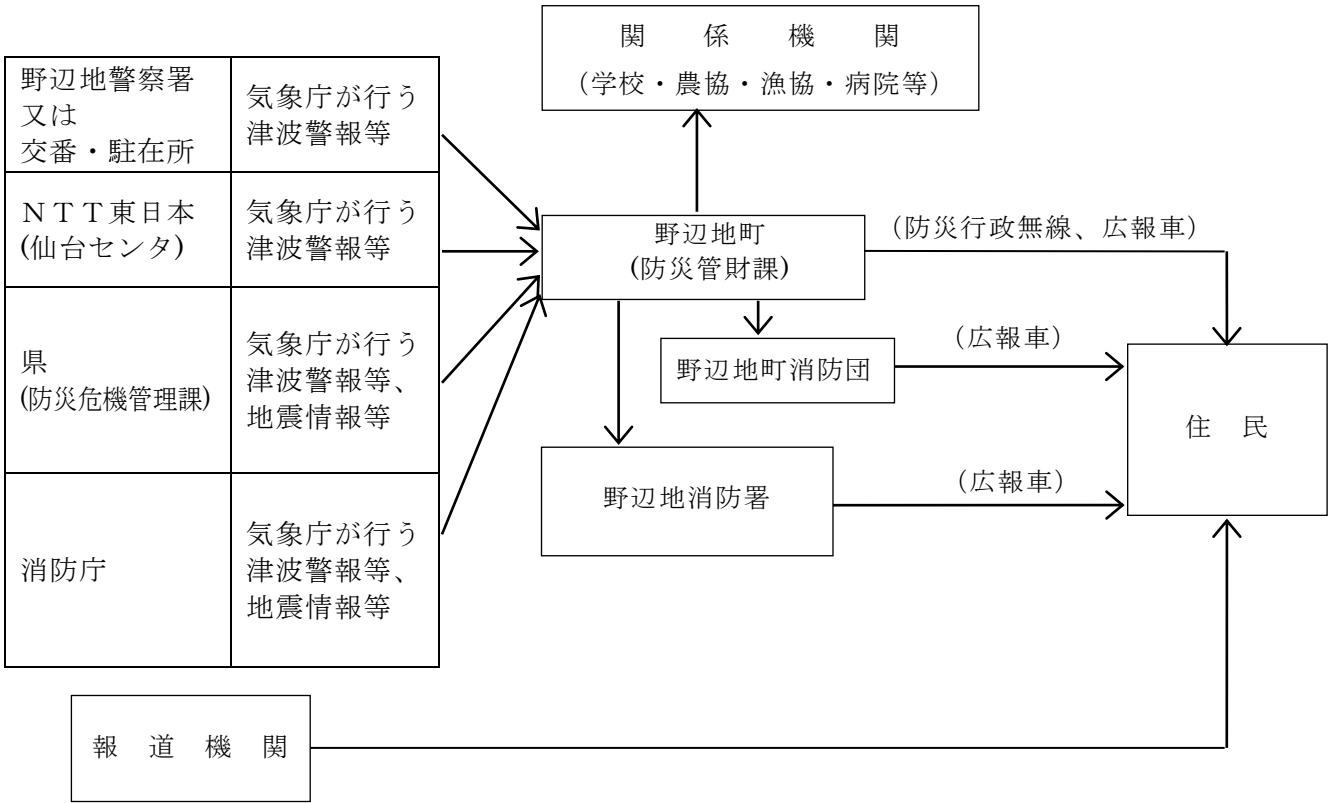 関　係　機　関
（学校・農協・漁協・病院等）
野辺地警察署
又は
交番・駐在所
気象庁が行う
津波警報等
ＮＴＴ東日本
(仙台センタ)
気象庁が行う
津波警報等
県
(防災危機管理課)
気象庁が行う
津波警報等、
地震情報等
消防庁
気象庁が行う
津波警報等、
地震情報等
野辺地町
(防災管財課)
（防災行政無線、広報車）
野辺地町消防団
（広報車）
野辺地消防署
（広報車）
住　民
報　道　機　関